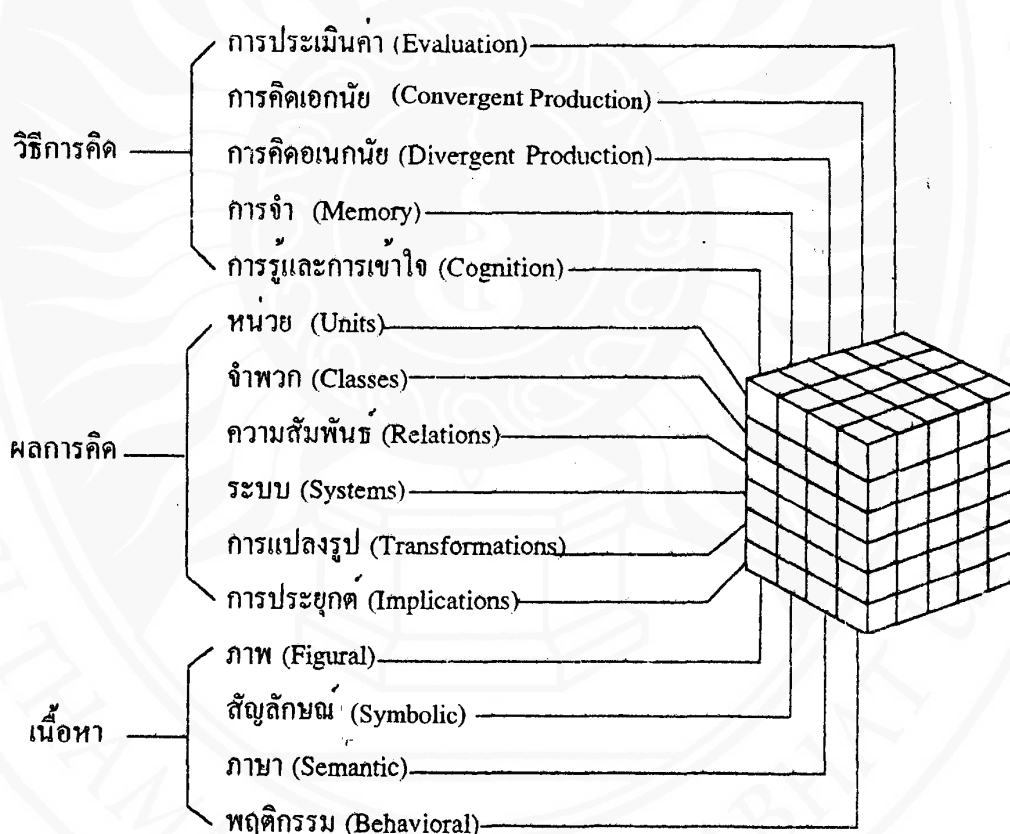 การประเมินค่า (Evaluation)
การคิดเอกนัย (Convergent Production)
วิธีการคิด
การคิดอเนกนัย (Divergent Production)
การจำ (Memory)
การรู้และการเข้าใจ (Cognition)
หน่วย (Units)
จำพวก (Classes)
ผลการคิด
ความสัมพันธ์ (Relations)
ระบบ (Systems)
การแปลงรูป (Transformations)
การประยุกต์ (Implications)
ภาพ (Figural)
สัญลักษณ์ (Symbolic)
เนื้อหา
ภาษา (Semantic)
พฤติกรรม (Behavioral)